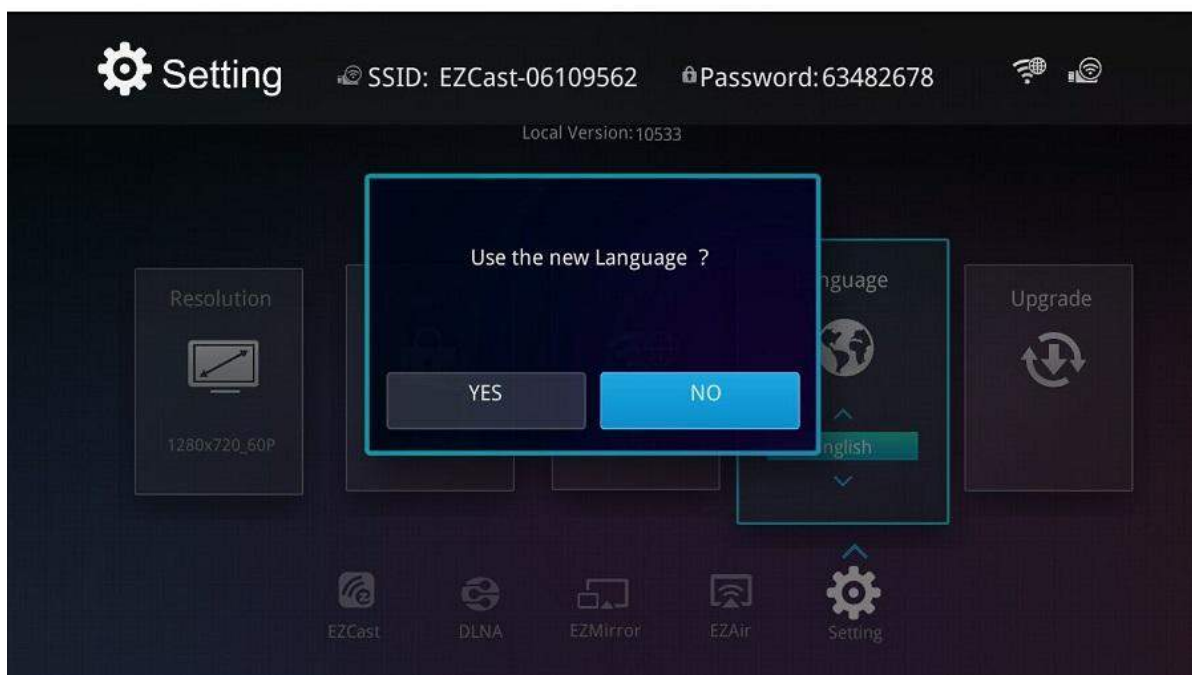 Setting
SSID: EZCast-06109562
Password:63482678
Local Version:10533
Use the new Language ?
YES
NO
Resolution
1280x720_60P
nguage
English
Upgrade
EZCast
DLNA
EZMirror
EZAir
Setting